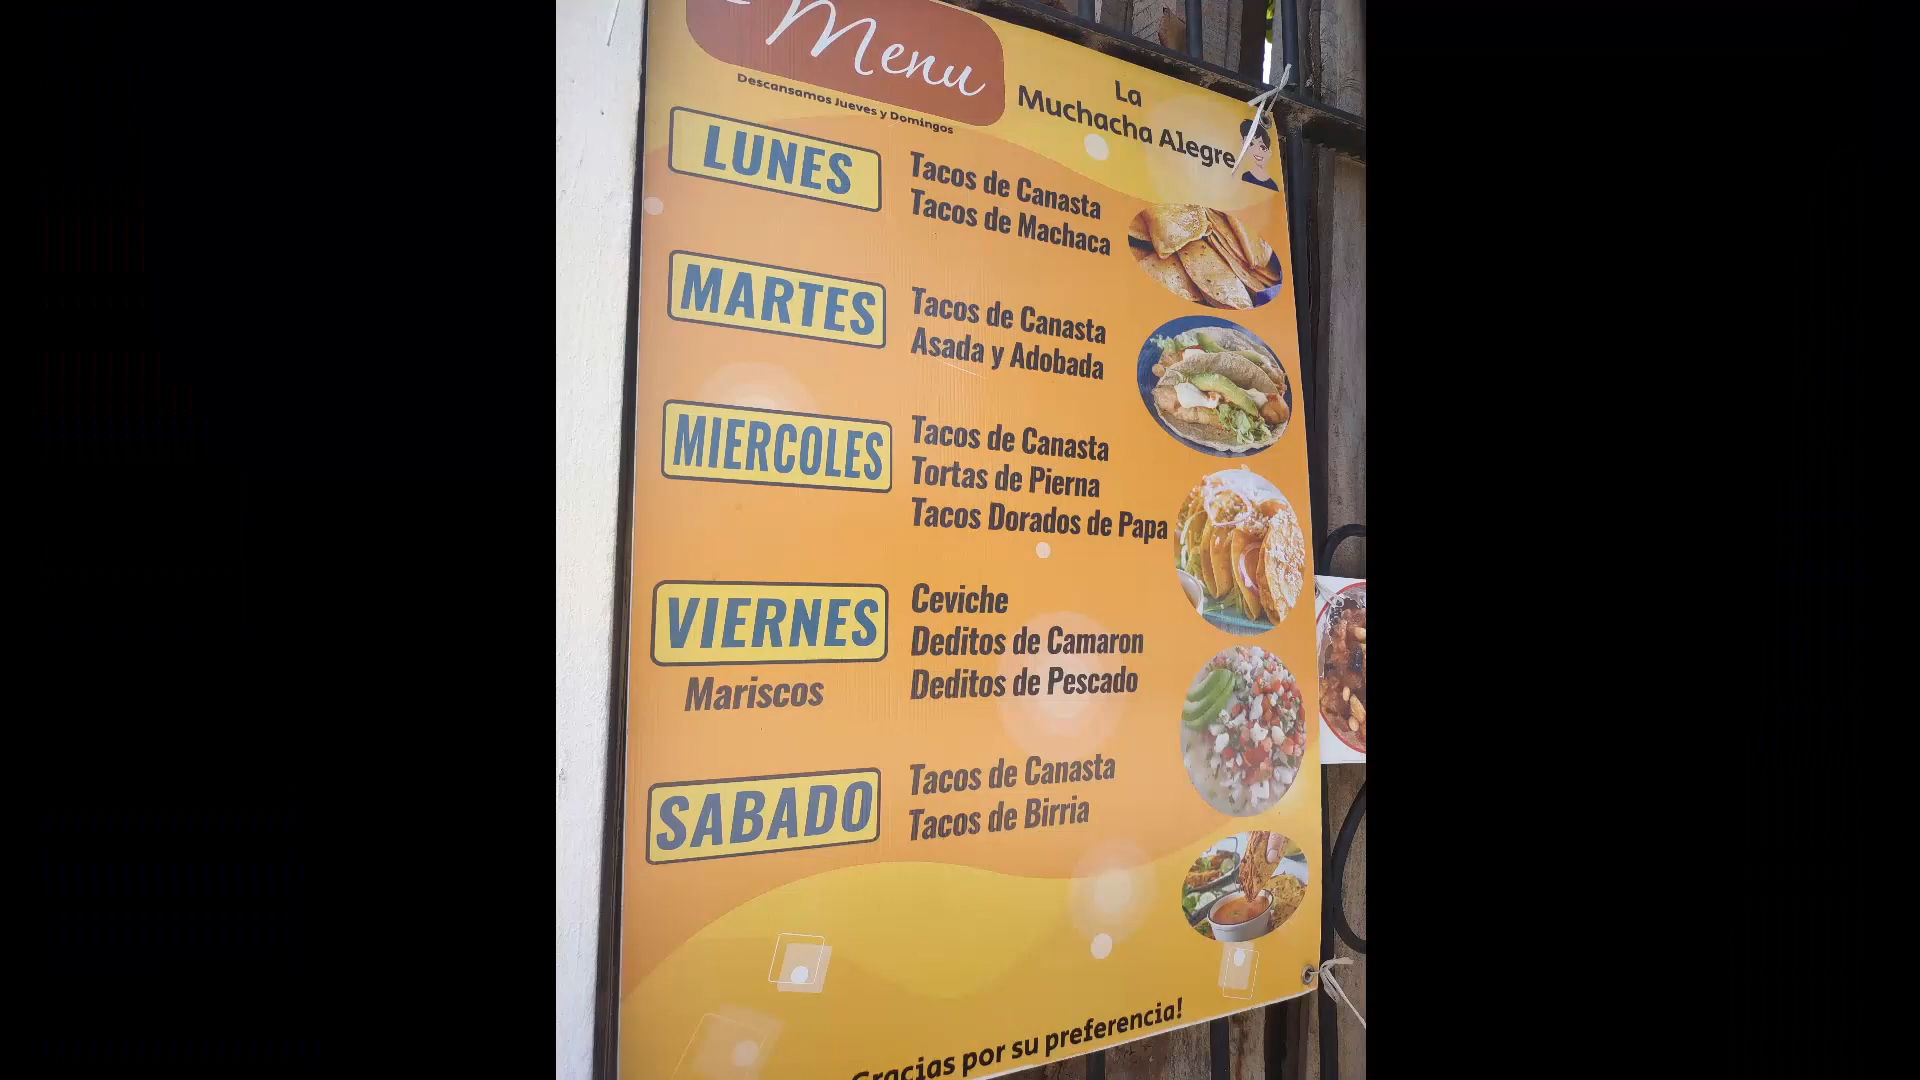 Menu
Descansamos Jueves y Domingos
La
Muchacha Alegre
LUNES
Tacos de Canasta
Tacos de Machaca
MARTES
Tacos de Canasta
Asada y Adobada
MIERCOLES
Tacos de Canasta
Tortas de Pierna
Tacos Dorados de Papa
VIERNES
Mariscos
Ceviche
Deditos de Camaron
Deditos de Pescado
SABADO
Tacos de Canasta
Tacos de Birria
Gracias por su preferencia!